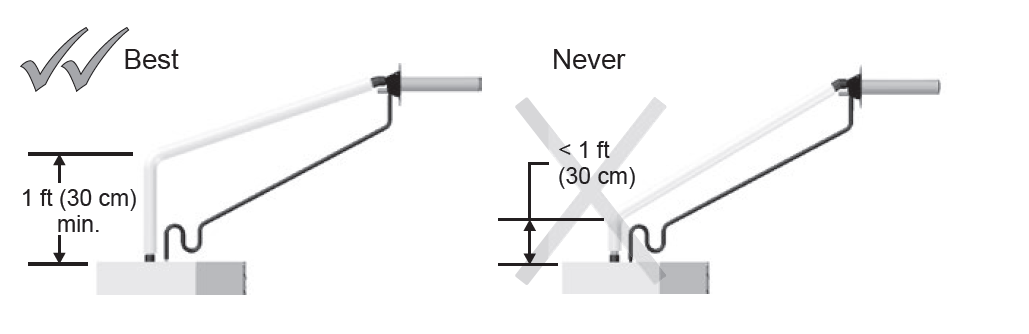 Best
1 ft (30 cm)
min.
Never
< 1 ft
(30 cm)